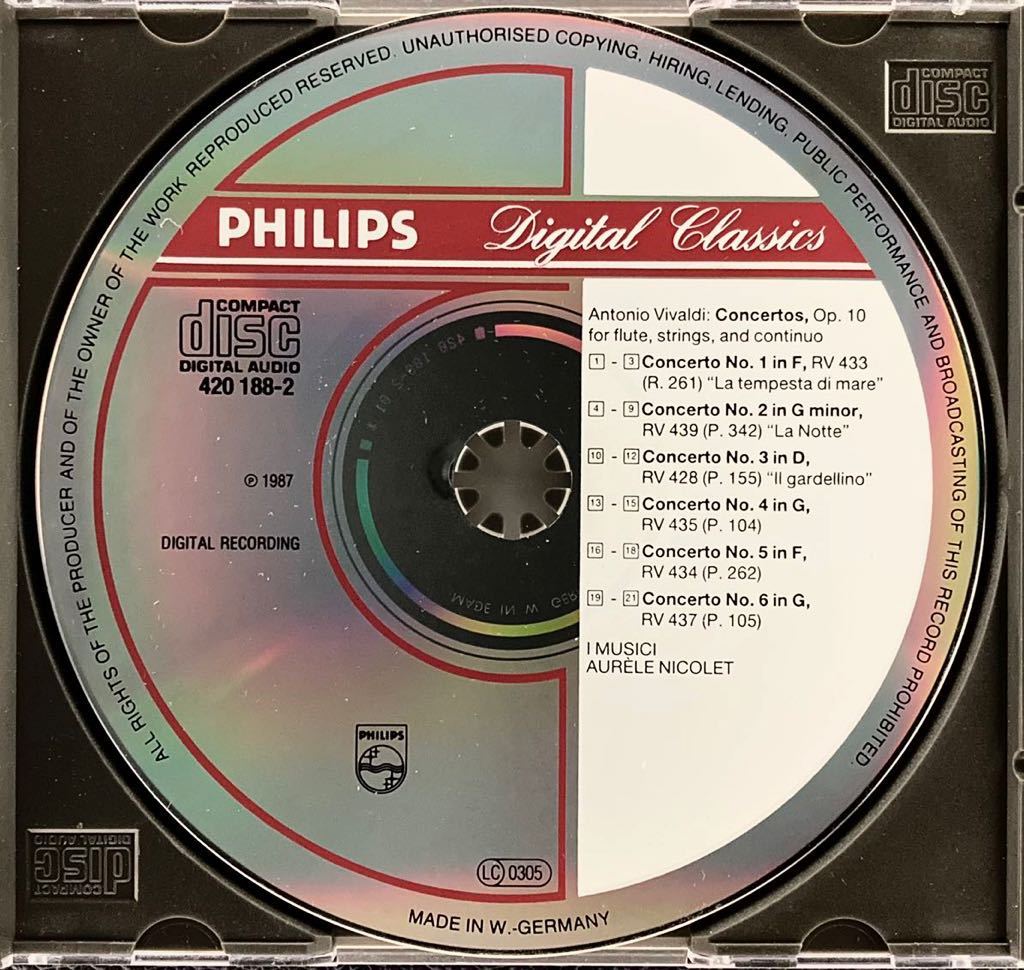 ALL RIGHTS OF THE PRODUCER AND OF THE OWNER OF THE WORK REPRODUCED RESERVED. UNAUTHORISED COPYING, HIRING, LENDING, PUBLIC PERFORMANCE AND BROADCASTING OF THIS RECORD PROHIBITED.
COMPACT
disc
DIGITAL AUDIO
PHILIPS Digital Classics
COMPACT
disc
DIGITAL AUDIO
420 188-2
℗ 1987
DIGITAL RECORDING
Antonio Vivaldi: Concertos, Op. 10
for flute, strings, and continuo
1 - 3 Concerto No. 1 in F, RV 433
(R. 261) "La tempesta di mare"
4 - 9 Concerto No. 2 in G minor,
RV 439 (P. 342) "La Notte"
10 - 12 Concerto No. 3 in D,
RV 428 (P. 155) "Il gardellino"
13 - 15 Concerto No. 4 in G,
RV 435 (P. 104)
16 - 18 Concerto No. 5 in F,
RV 434 (P. 262)
19 - 21 Concerto No. 6 in G,
RV 437 (P. 105)
I MUSICI
AURÈLE NICOLET
MADE IN W. GER
PHILIPS
LC 0305
MADE IN W.-GERMANY
COMPACT
disc
DIGITAL AUDIO